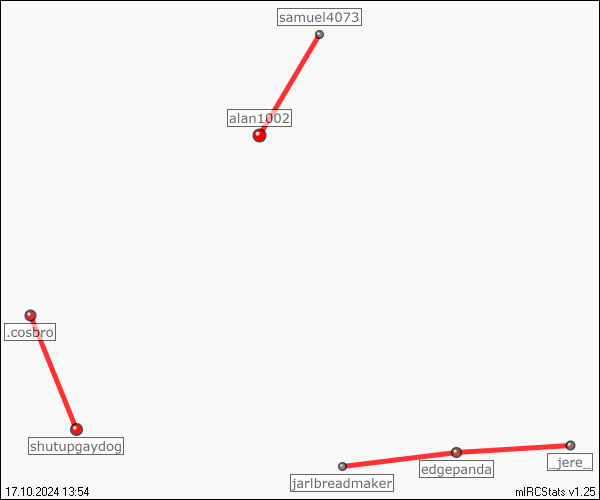 samuel4073
alan1002
.cosbro
shutupgaydog
_jere_
edgepanda
jarlbreadmaker
17.10.2024 13:54
mIRCStats v1.25